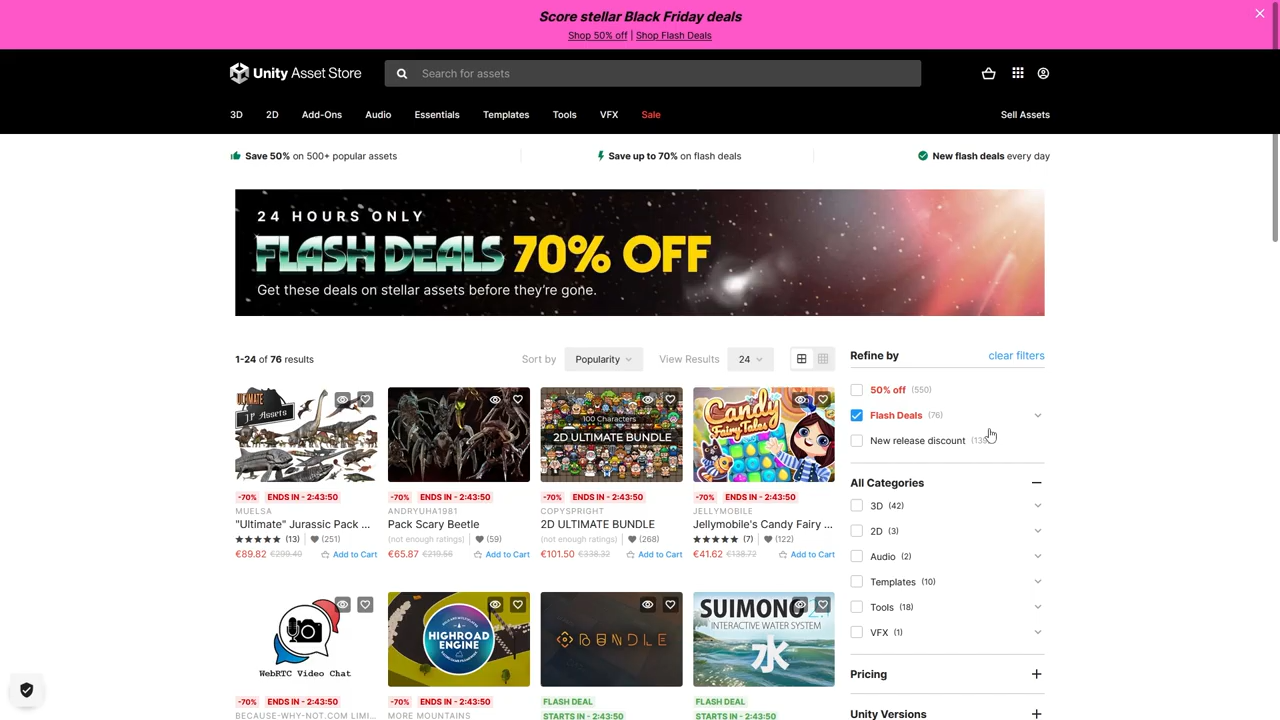 Score stellar Black Friday deals
Shop 50% off | Shop Flash Deals
Unity Asset Store
Search for assets
3D 2D Add-Ons Audio Essentials Templates Tools VFX Sale Sell Assets
Save 50% on 500+ popular assets
Save up to 70% on flash deals
New flash deals every day
24 HOURS ONLY
FLASH DEALS 70% OFF
Get these deals on stellar assets before they're gone.
1-24 of 76 results
Sort by Popularity
View Results 24
Refine by clear filters
50% off (550)
Flash Deals (76)
New release discount
All Categories
3D (42)
2D (3)
Audio (2)
Templates (10)
Tools (18)
VFX (1)
Pricing
Unity Versions
ULTIMATE
Assets
-70% ENDS IN - 2:43:50
MUELSA
"Ultimate" Jurassic Pack ...
(13) (251)
€89.82 €299.40 Add to Cart
-70% ENDS IN - 2:43:50
ANDRYUHA1981
Pack Scary Beetle
(not enough ratings) (59)
€65.87 €219.56 Add to Cart
100 Characters
2D ULTIMATE BUNDLE
-70% ENDS IN - 2:43:50
COPYSPRIGHT
2D ULTIMATE BUNDLE
(not enough ratings) (268)
€101.50 €338.32 Add to Cart
Candy
Fairy Tales
-70% ENDS IN - 2:43:50
JELLYMOBILE
Jellymobile's Candy Fairy ...
(7) (122)
€41.62 €138.72 Add to Cart
WebRTC Video Chat
-70% ENDS IN - 2:43:50
BECAUSE-WHY-NOT.COM LIMI...
HIGHROAD
ENGINE
-70% ENDS IN - 2:43:50
MORE MOUNTAINS
BUNDLE
FLASH DEAL
STARTS IN - 2:43:50
SUIMONO
INTERACTIVE WATER SYSTEM
水
FLASH DEAL
STARTS IN - 2:43:50